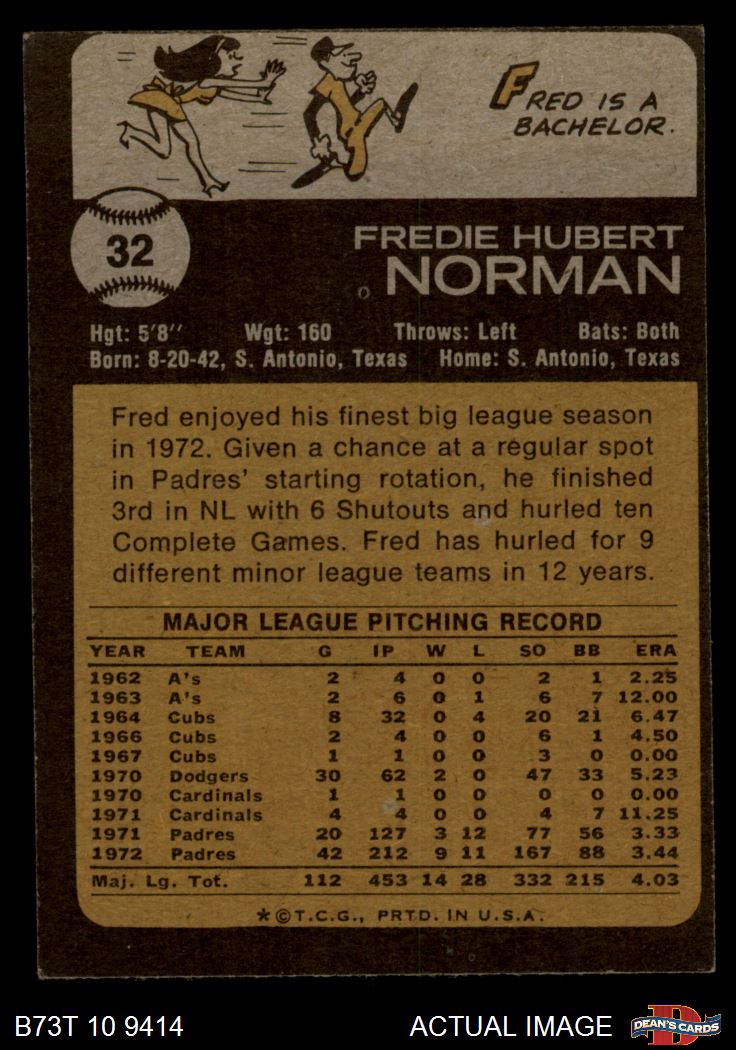 FRED IS A
BACHELOR.
32
FREDIE HUBERT
NORMAN
Hgt: 5'8" Wgt: 160 Throws: Left Bats: Both
Born: 8-20-42, S. Antonio, Texas Home: S. Antonio, Texas
Fred enjoyed his finest big league season
in 1972. Given a chance at a regular spot
in Padres' starting rotation, he finished
3rd in NL with 6 Shutouts and hurled ten
Complete Games. Fred has hurled for 9
different minor league teams in 12 years.
MAJOR LEAGUE PITCHING RECORD
YEAR TEAM G IP W L SO BB ERA
1962 A's 2 4 0 0 2 1 2.25
1963 A's 2 6 0 1 6 7 12.00
1964 Cubs 8 32 0 4 20 21 6.47
1966 Cubs 2 4 0 0 6 1 4.50
1967 Cubs 1 1 0 0 3 0 0.00
1970 Dodgers 30 62 2 0 47 33 5.23
1970 Cardinals 1 1 0 0 0 0 0.00
1971 Cardinals 4 4 0 0 4 7 11.25
1971 Padres 20 127 3 12 77 56 3.33
1972 Padres 42 212 9 11 167 88 3.44
Maj. Lg. Tot. 112 453 14 28 332 215 4.03
*©T.C.G., PRTD. IN U.S.A.
B73T 10 9414 ACTUAL IMAGE DEAN'S CARDS